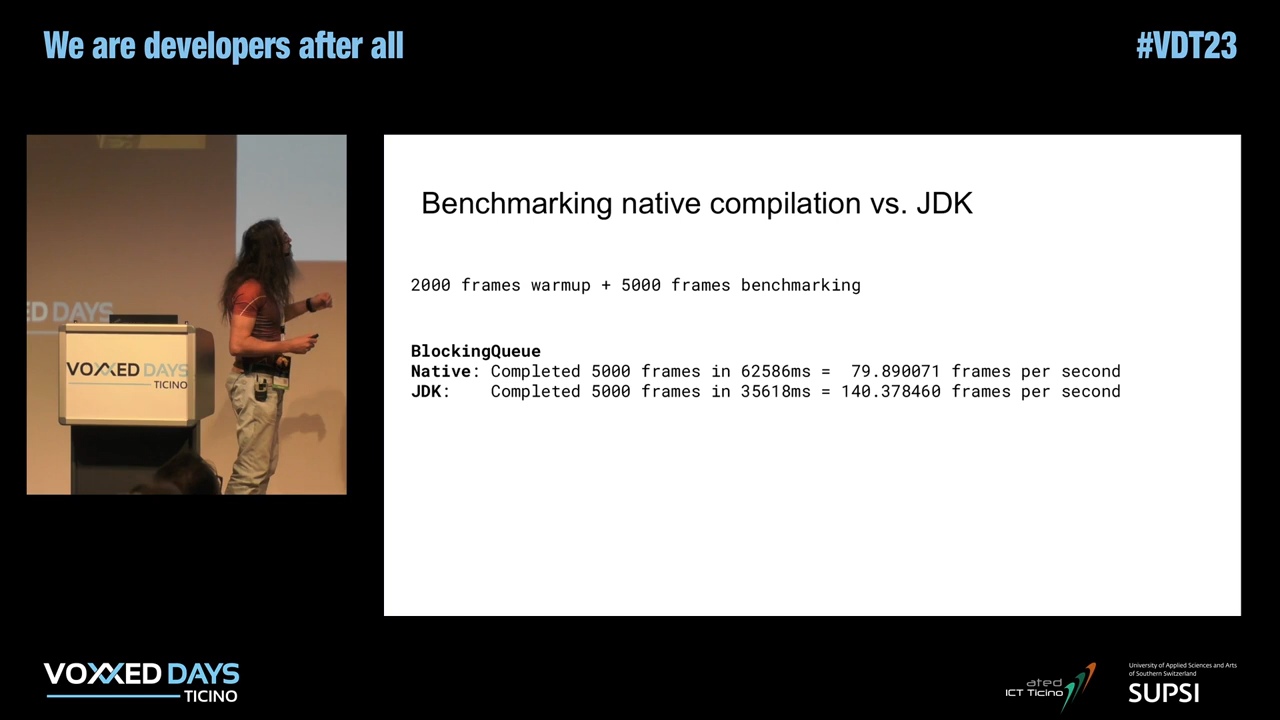 We are developers after all
#VDT23
ED DAYS
VOXXED DAYS
TICINO
Benchmarking native compilation vs. JDK
2000 frames warmup + 5000 frames benchmarking
BlockingQueue
Native: Completed 5000 frames in 62586ms =  79.890071 frames per second
JDK:    Completed 5000 frames in 35618ms = 140.378460 frames per second
VOXXED DAYS
TICINO
ated
ICT Ticino
University of Applied Sciences and Arts
of Southern Switzerland
SUPSI